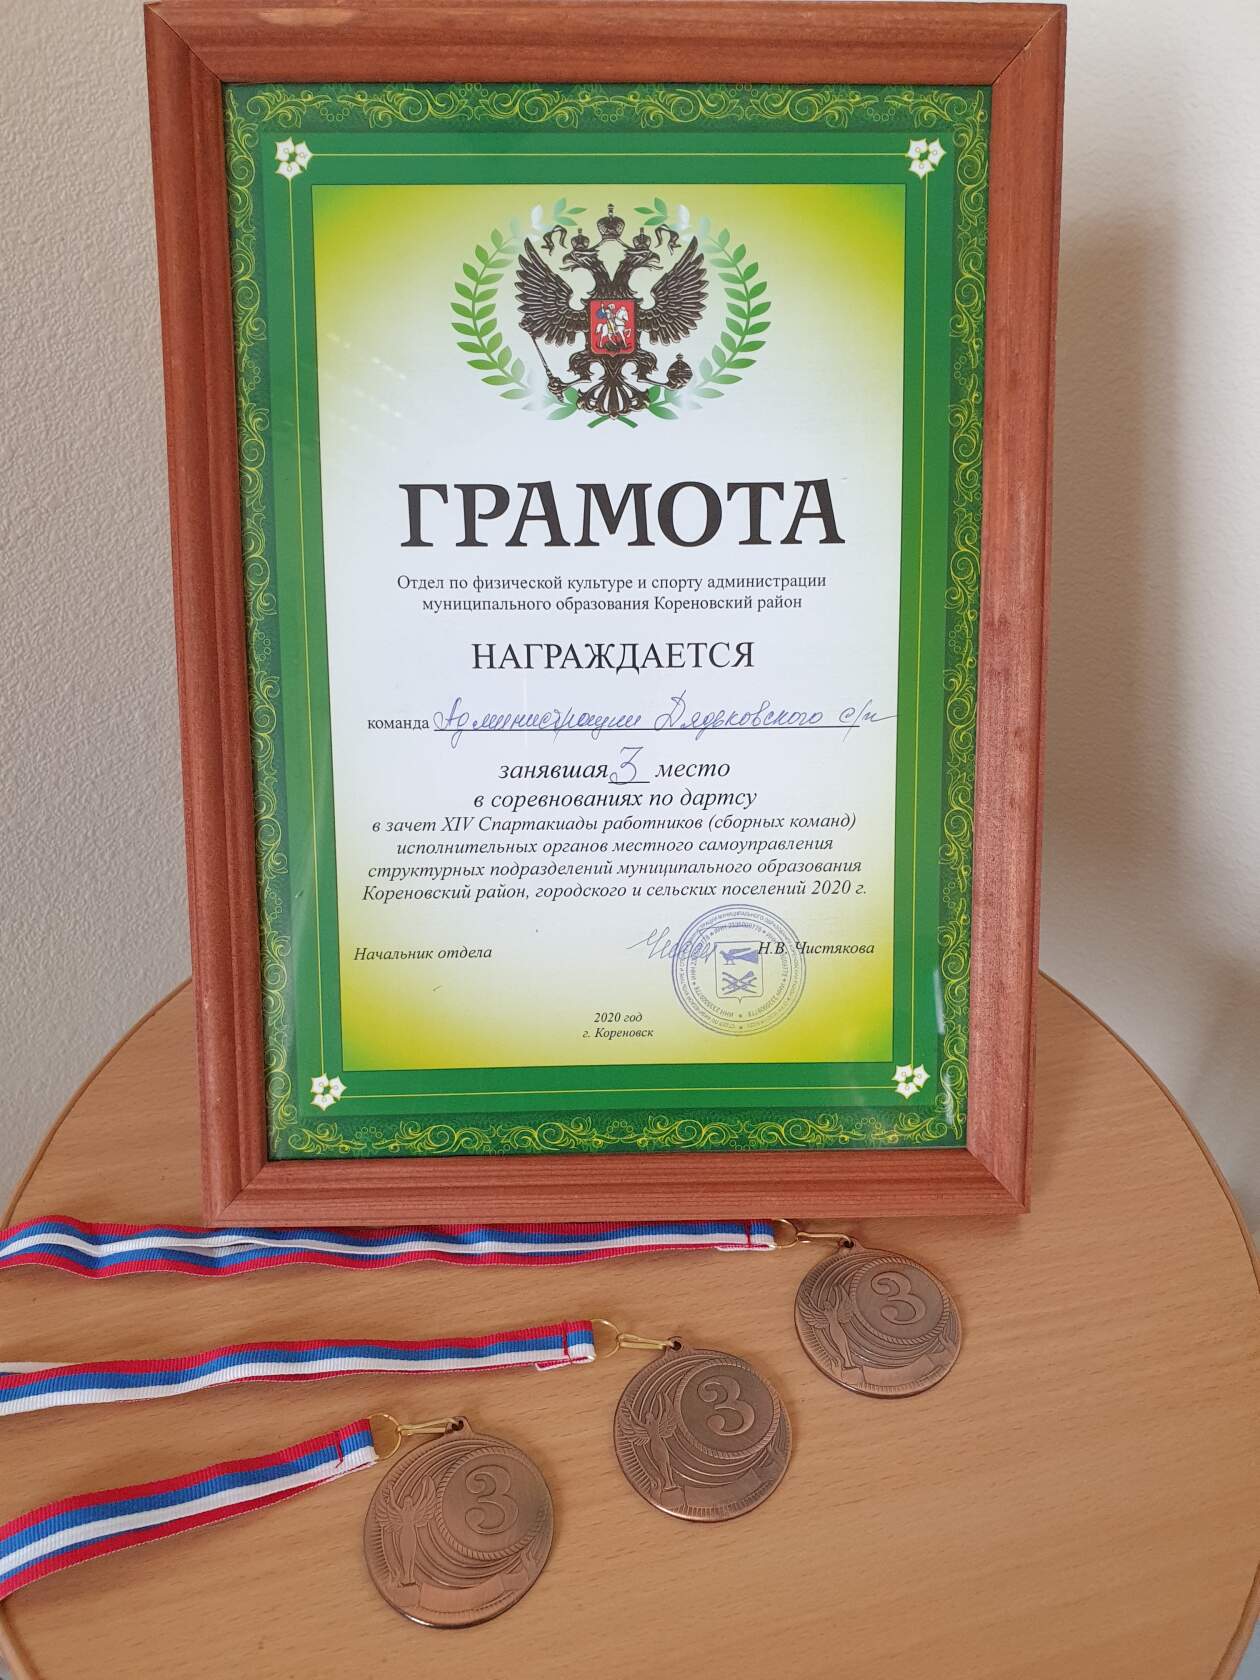 ГРАМОТА
Отдел по физической культуре и спорту администрации
муниципального образования Кореновский район
НАГРАЖДАЕТСЯ
команда Администрации Дядьковского с/п
занявшая 3 место
в соревнованиях по дартсу
в зачет XIV Спартакиады работников (сборных команд)
исполнительных органов местного самоуправления
структурных подразделений муниципального образования
Кореновский район, городского и сельских поселений 2020 г.
Начальник отдела Н.В. Чистякова
2020 год
г. Кореновск
3
3
3